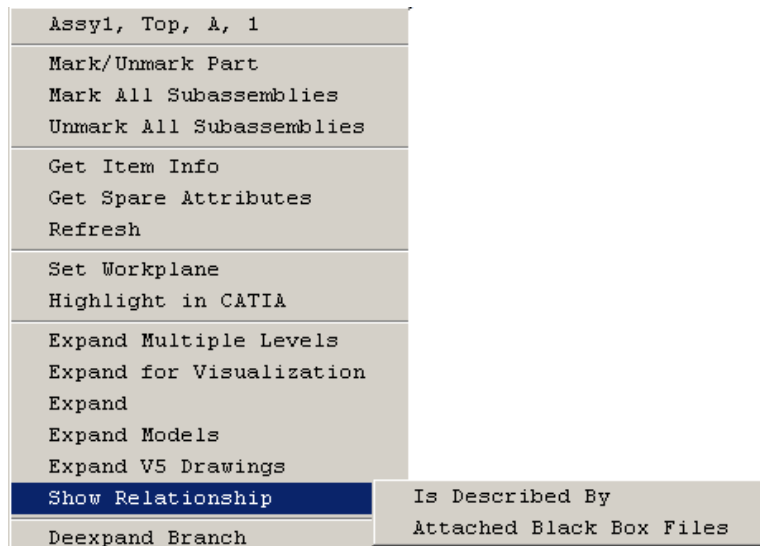 Assy1, Top, A, 1
Mark/Unmark Part
Mark All Subassemblies
Unmark All Subassemblies
Get Item Info
Get Spare Attributes
Refresh
Set Workplane
Highlight in CATIA
Expand Multiple Levels
Expand for Visualization
Expand
Expand Models
Expand V5 Drawings
Show Relationship
Is Described By
Attached Black Box Files
Deexpand Branch